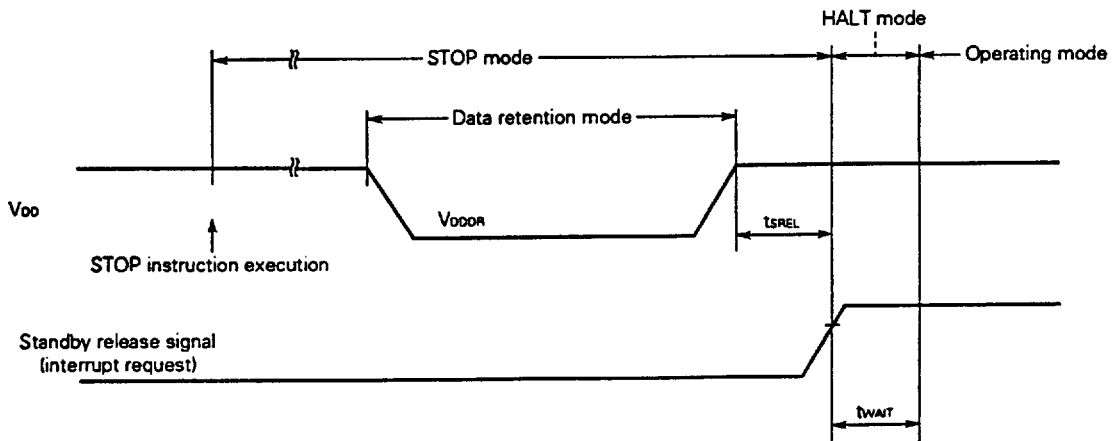 HALT mode
STOP mode
Operating mode
Data retention mode
VDD
VDDDR
tSREL
STOP instruction execution
Standby release signal
(interrupt request)
tWAIT